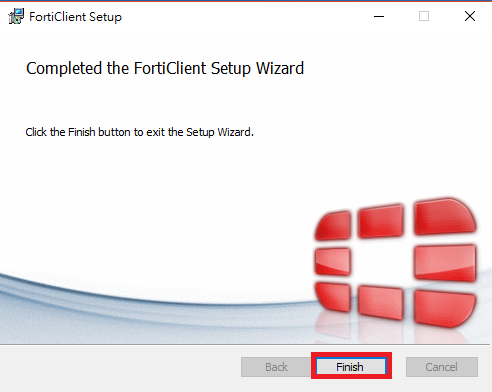 FortiClient Setup
Completed the FortiClient Setup Wizard
Click the Finish button to exit the Setup Wizard.
Back
Finish
Cancel